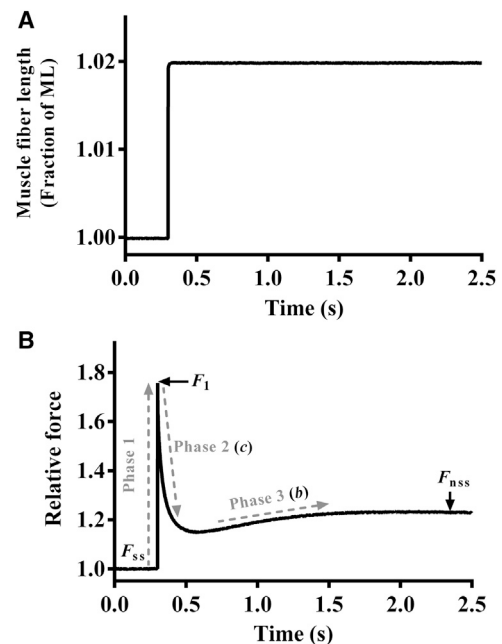 A
Muscle fiber length
(Fraction of ML)
1.02
1.01
1.00
0.0 0.5 1.0 1.5 2.0 2.5
Time (s)
B
Relative force
1.8
1.6
1.4
1.2
1.0
Phase 1
F1
Phase 2 (c)
Phase 3 (b)
Fnss
Fss
0.0 0.5 1.0 1.5 2.0 2.5
Time (s)